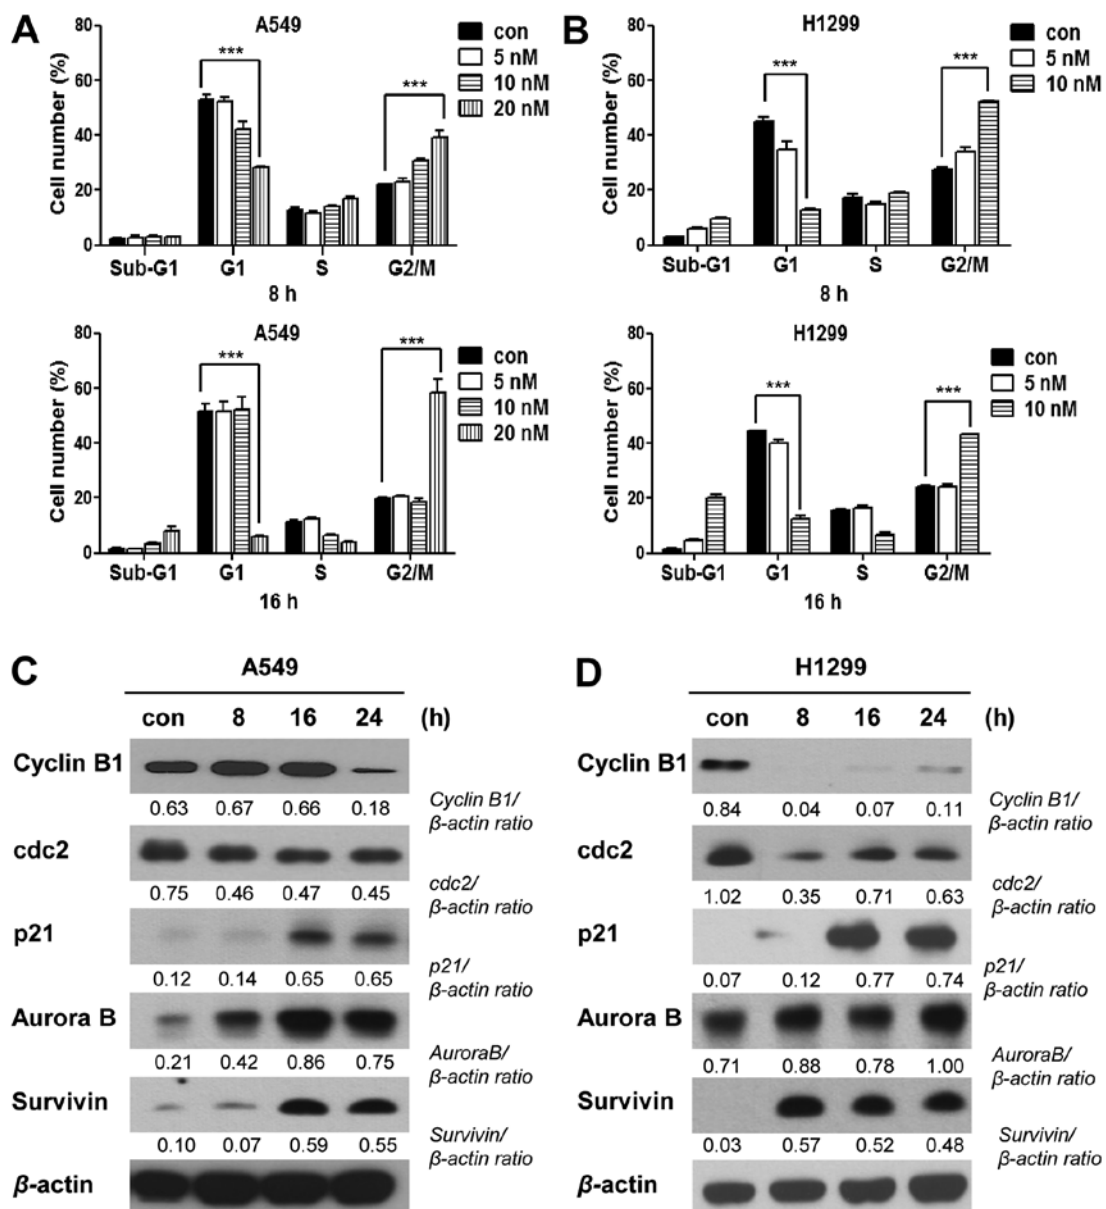 A
A549
Cell number (%)
80
60
40
20
0
***
***
con
5 nM
10 nM
20 nM
Sub-G1 G1 S G2/M
8 h
B
H1299
Cell number (%)
80
60
40
20
0
***
***
con
5 nM
10 nM
Sub-G1 G1 S G2/M
8 h
A549
Cell number (%)
80
60
40
20
0
***
***
con
5 nM
10 nM
20 nM
Sub-G1 G1 S G2/M
16 h
H1299
Cell number (%)
80
60
40
20
0
***
***
con
5 nM
10 nM
Sub-G1 G1 S G2/M
16 h
C
A549
con 8 16 24 (h)
Cyclin B1
0.63 0.67 0.66 0.18
Cyclin B1/
β-actin ratio
cdc2
0.75 0.46 0.47 0.45
cdc2/
β-actin ratio
p21
0.12 0.14 0.65 0.65
p21/
β-actin ratio
Aurora B
0.21 0.42 0.86 0.75
AuroraB/
β-actin ratio
Survivin
0.10 0.07 0.59 0.55
Survivin/
β-actin ratio
β-actin
D
H1299
con 8 16 24 (h)
Cyclin B1
0.84 0.04 0.07 0.11
Cyclin B1/
β-actin ratio
cdc2
1.02 0.35 0.71 0.63
cdc2/
β-actin ratio
p21
0.07 0.12 0.77 0.74
p21/
β-actin ratio
Aurora B
0.71 0.88 0.78 1.00
AuroraB/
β-actin ratio
Survivin
0.03 0.57 0.52 0.48
Survivin/
β-actin ratio
β-actin